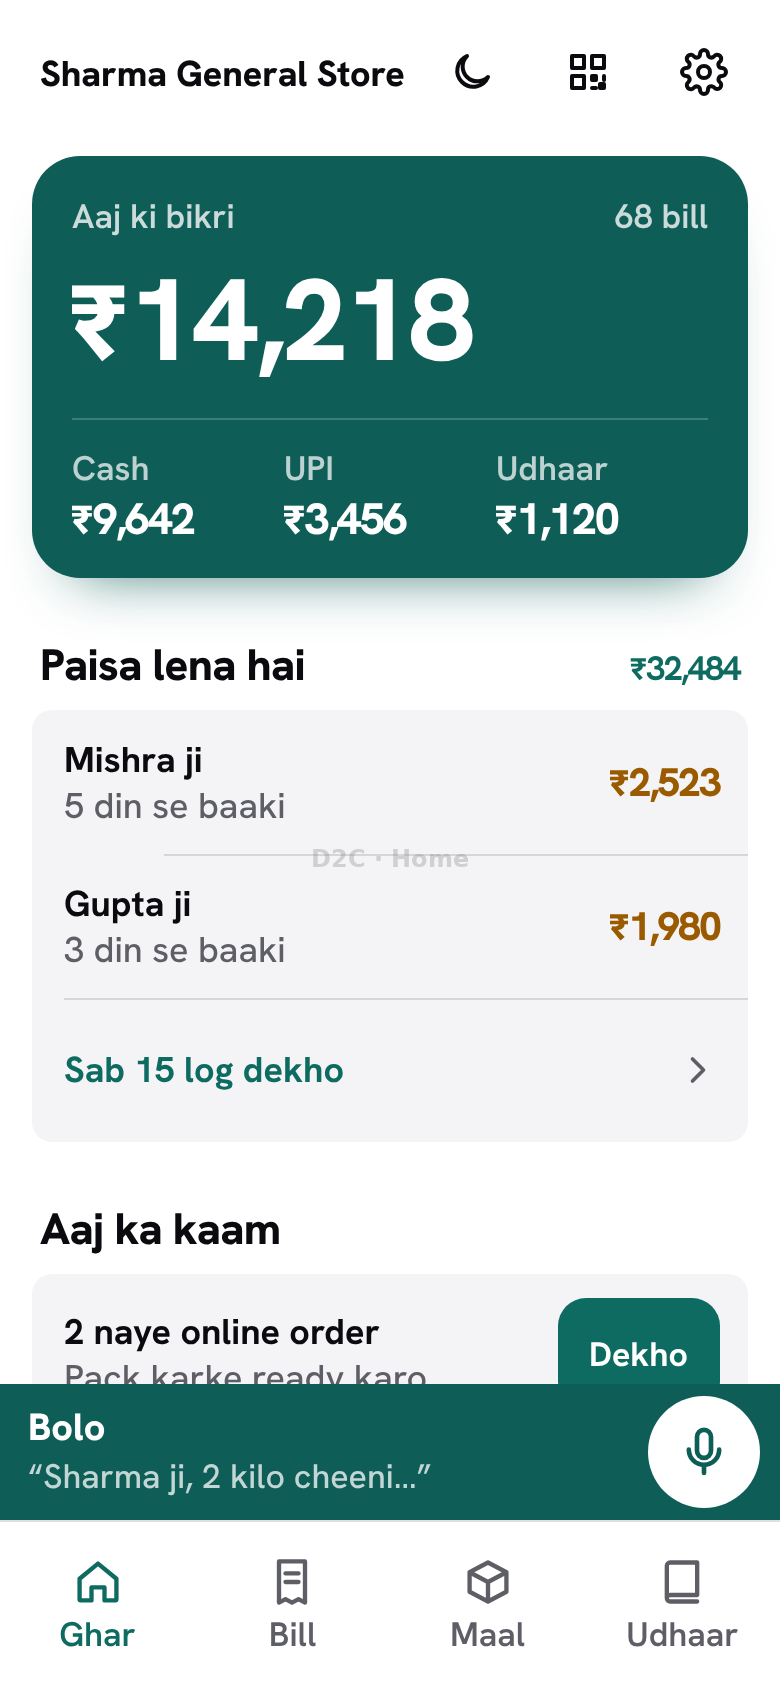 Sharma General Store
Aaj ki bikri 68 bill
₹14,218
Cash UPI Udhaar
₹9,642 ₹3,456 ₹1,120
Paisa lena hai ₹32,484
Mishra ji
5 din se baaki
₹2,523
D2C · Home
Gupta ji
3 din se baaki
₹1,980
Sab 15 log dekho
Aaj ka kaam
2 naye online order
Pack karke ready karo
Dekho
Bolo
“Sharma ji, 2 kilo cheeni...”
Ghar Bill Maal Udhaar